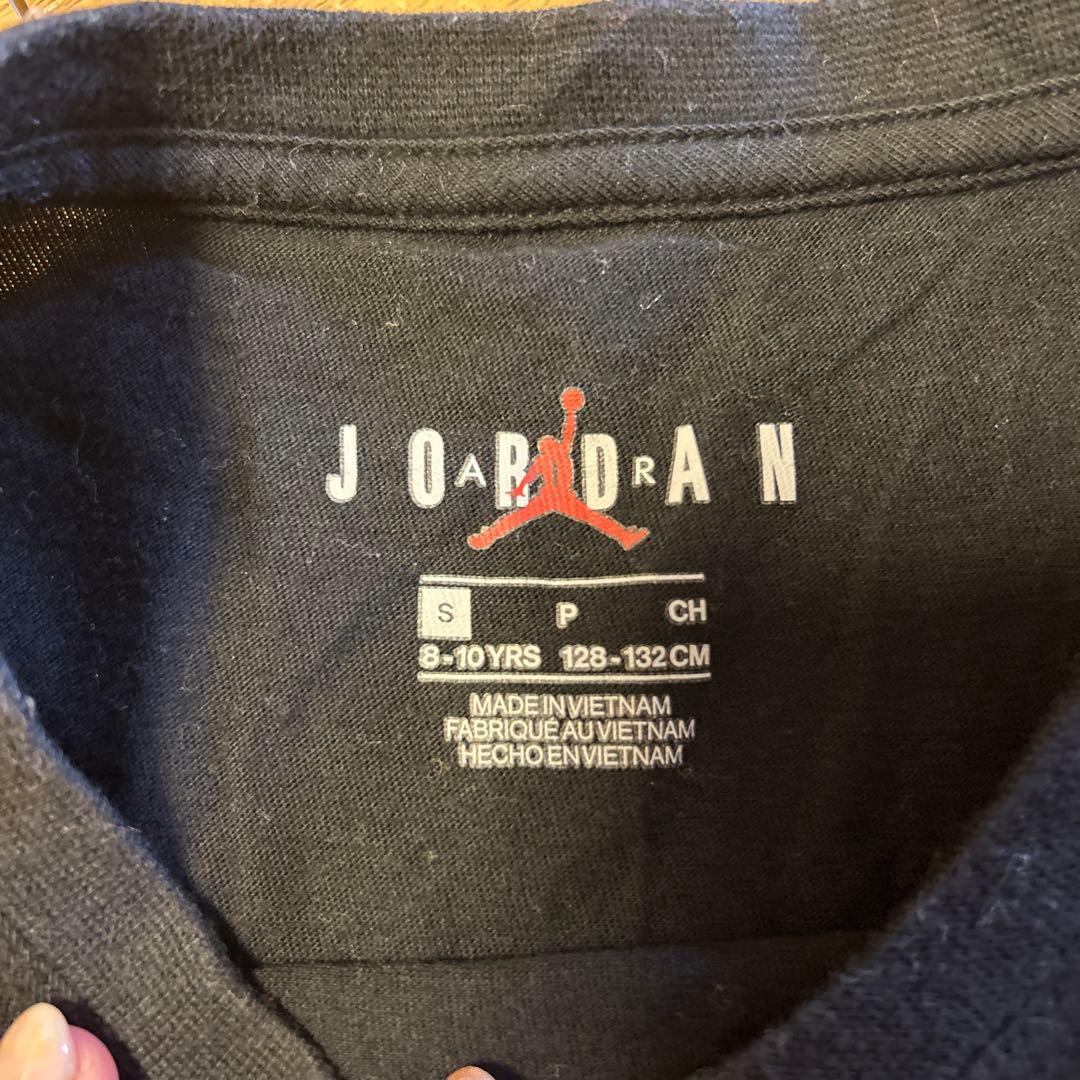 JORDAN
AIR
S P CH
8-10YRS 128-132CM
MADE IN VIETNAM
FABRIQUÉ AU VIETNAM
HECHO EN VIETNAM